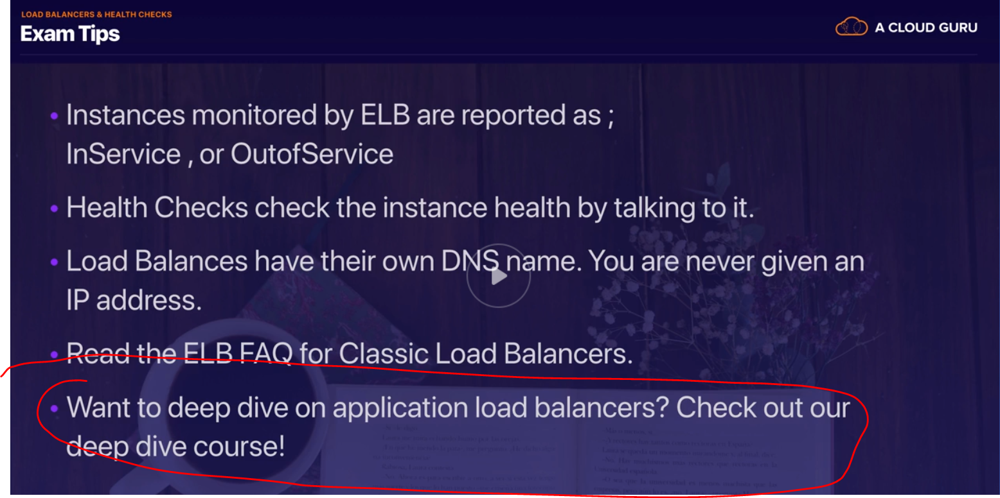 LOAD BALANCERS & HEALTH CHECKS
Exam Tips
A CLOUD GURU
• Instances monitored by ELB are reported as ;
InService , or OutofService
• Health Checks check the instance health by talking to it.
• Load Balances have their own DNS name. You are never given an
IP address.
• Read the ELB FAQ for Classic Load Balancers.
• Want to deep dive on application load balancers? Check out our
deep dive course!